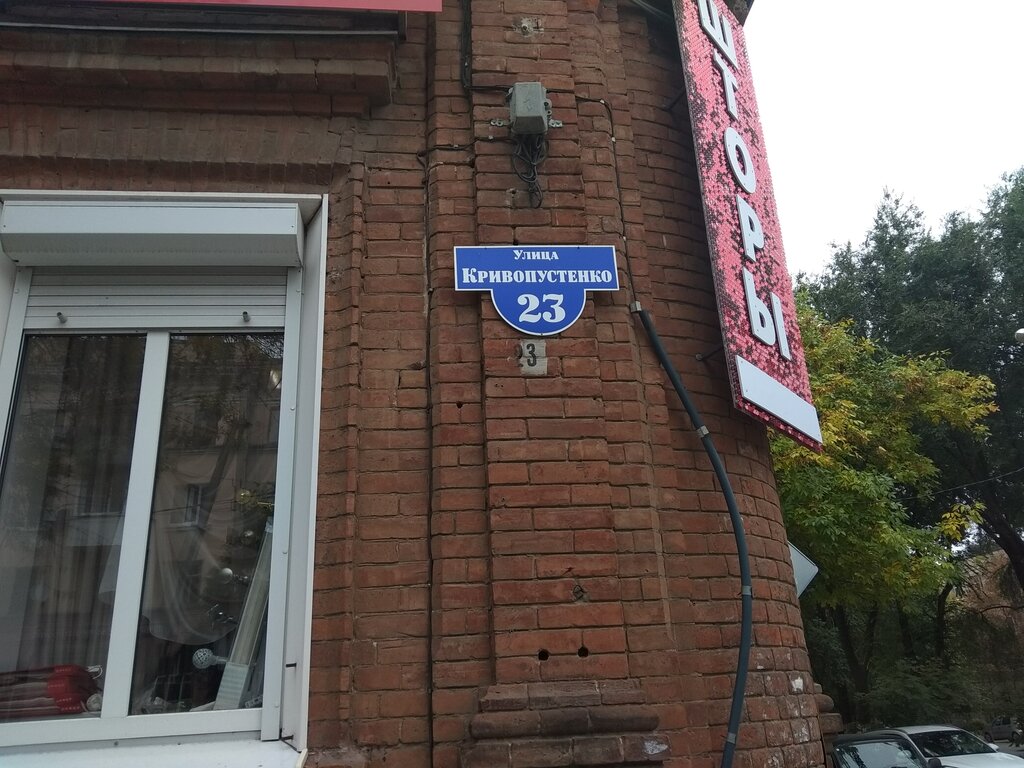 Улица
Кривопустенко
23
23
ШТОРЫ